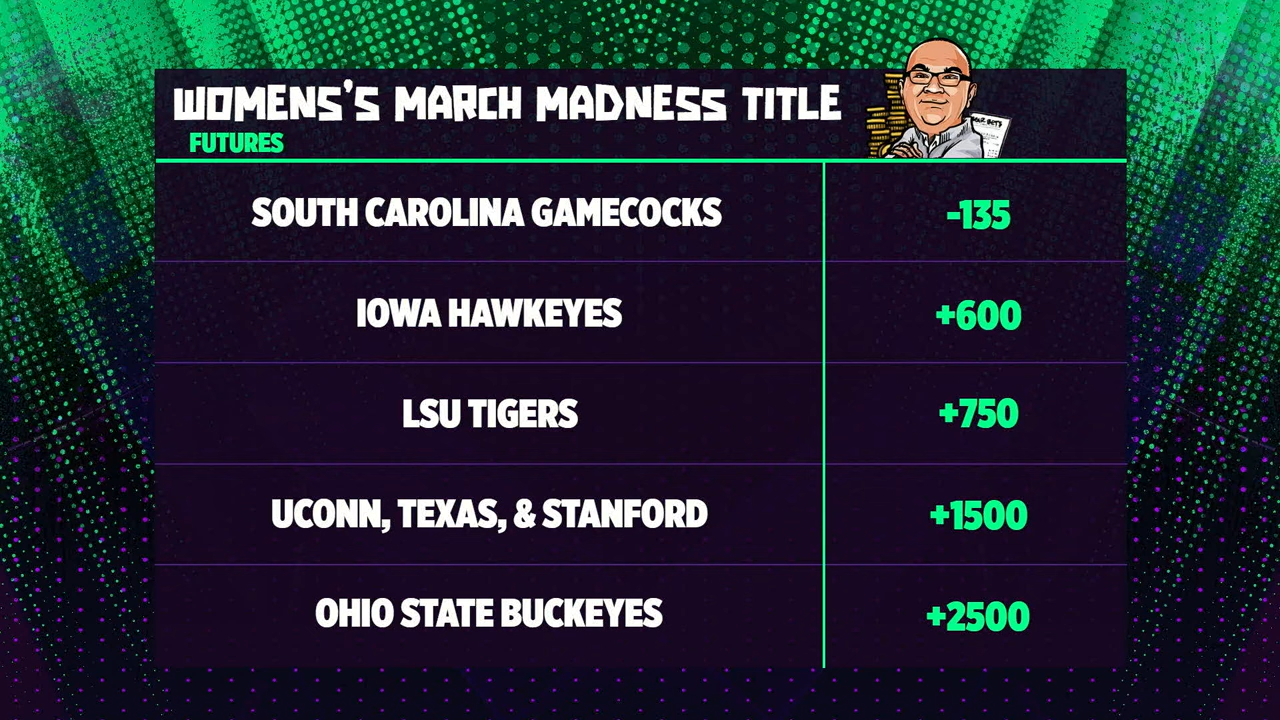 WOMENS'S MARCH MADNESS TITLE
FUTURES
SOUTH CAROLINA GAMECOCKS -135
IOWA HAWKEYES +600
LSU TIGERS +750
UCONN, TEXAS, & STANFORD +1500
OHIO STATE BUCKEYES +2500